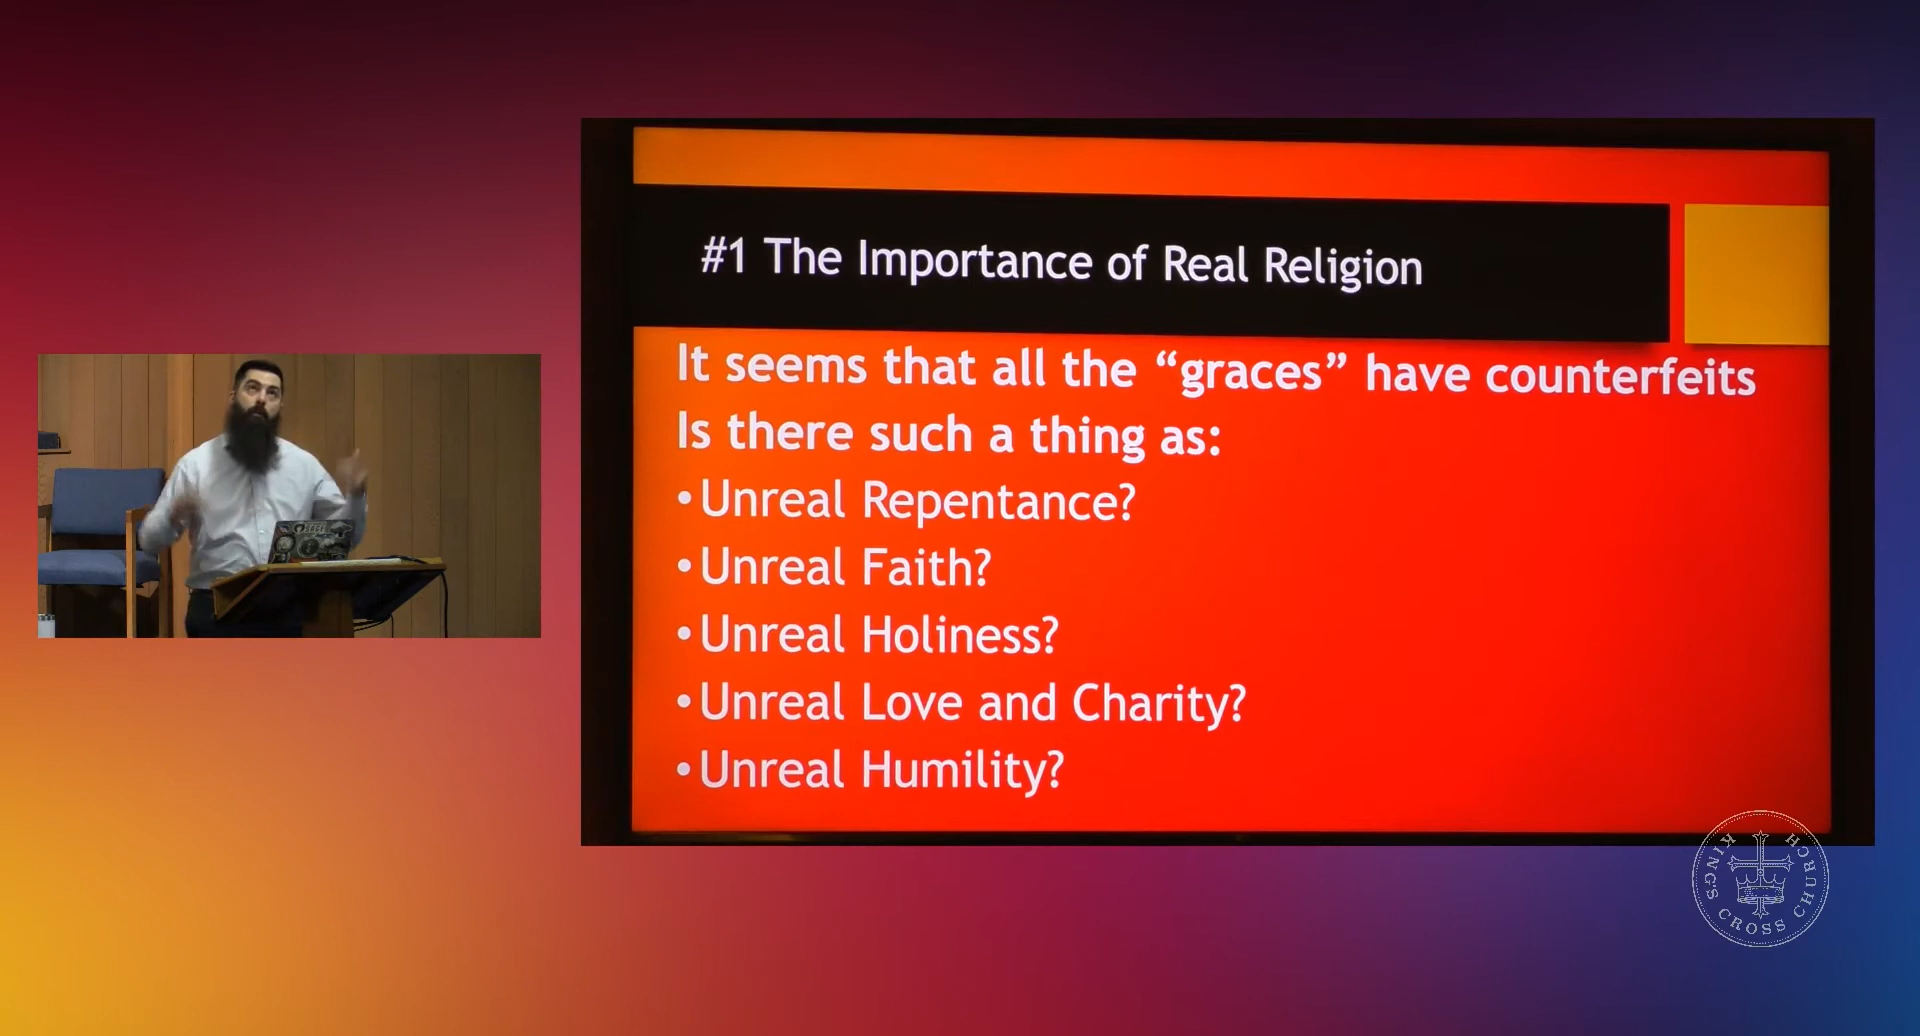 #1 The Importance of Real Religion
It seems that all the “graces” have counterfeits
Is there such a thing as:
• Unreal Repentance?
• Unreal Faith?
• Unreal Holiness?
• Unreal Love and Charity?
• Unreal Humility?
KING'S CROSS CHURCH